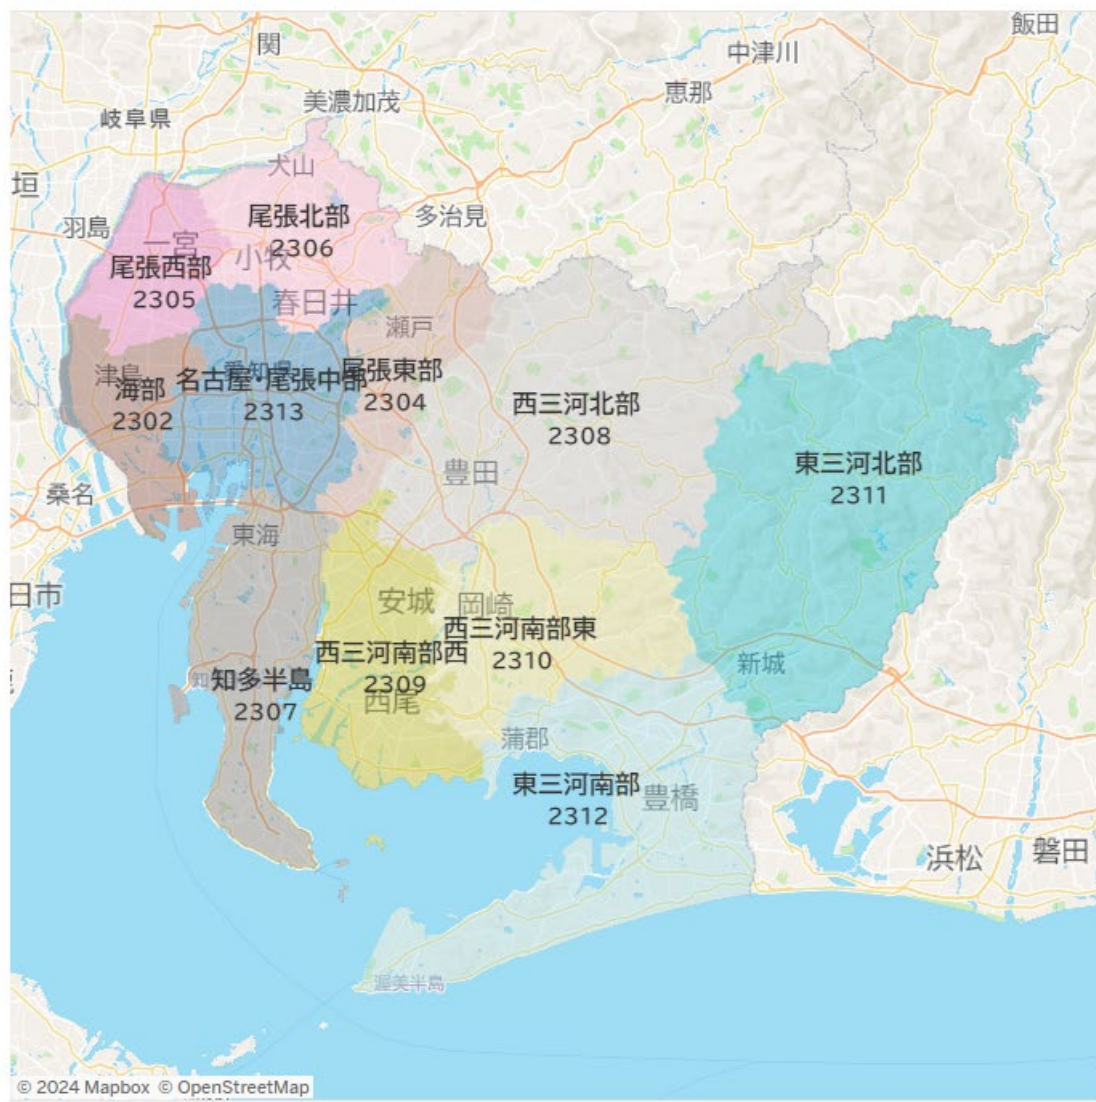 飯田
関
中津川
美濃加茂
恵那
岐阜県
犬山
垣
尾張北部
2306
多治見
羽島
一宮
小牧
尾張西部
2305
春日井
瀬戸
津島
愛知県
海部
2302
名古屋・尾張中部
2313
尾張東部
2304
西三河北部
2308
東三河北部
2311
豊田
桑名
東海
日市
安城
岡崎
西三河南部東
2310
西三河南部西
2309
新城
知多半島
2307
西尾
蒲郡
東三河南部
2312
豊橋
浜松
磐田
渥美半島
© 2024 Mapbox © OpenStreetMap